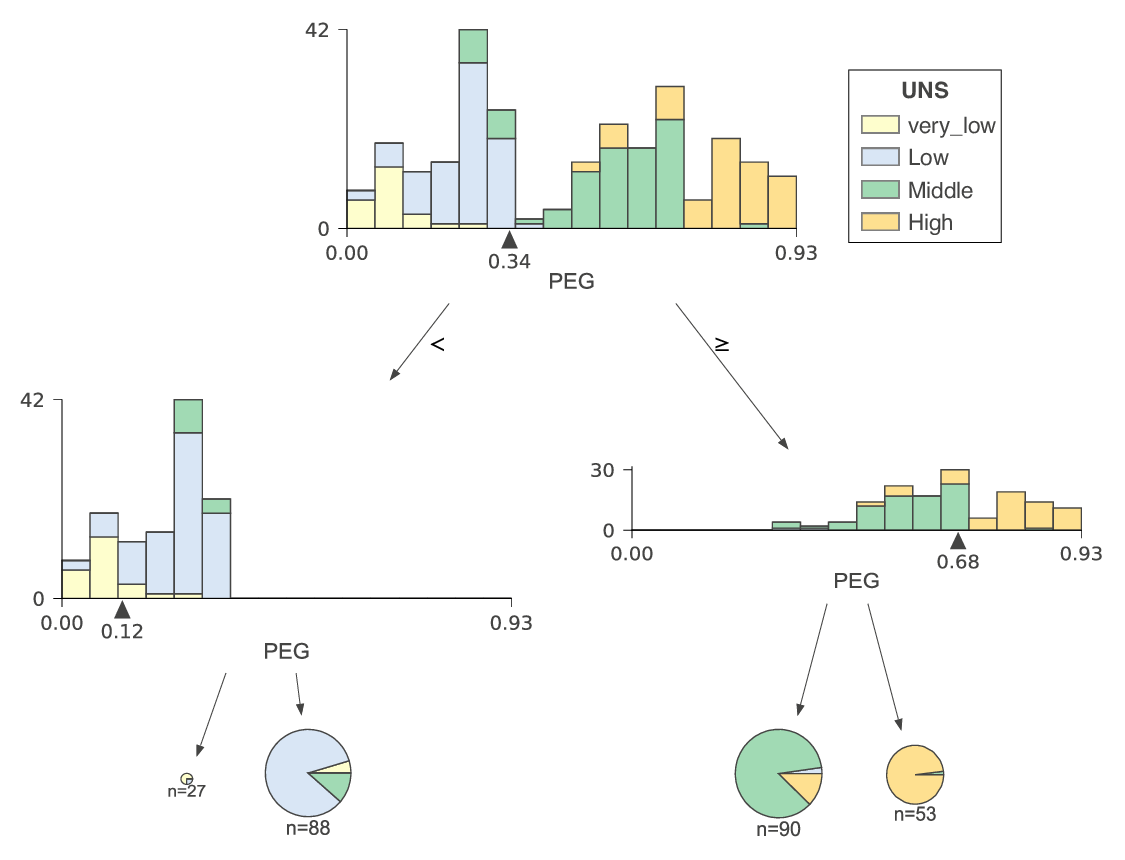 42
0
0.00
0.34
0.93
PEG
UNS
very_low
Low
Middle
High
<
≥
42
0
0.00
0.12
0.93
PEG
30
0
0.00
0.68
0.93
PEG
n=27
n=88
n=90
n=53